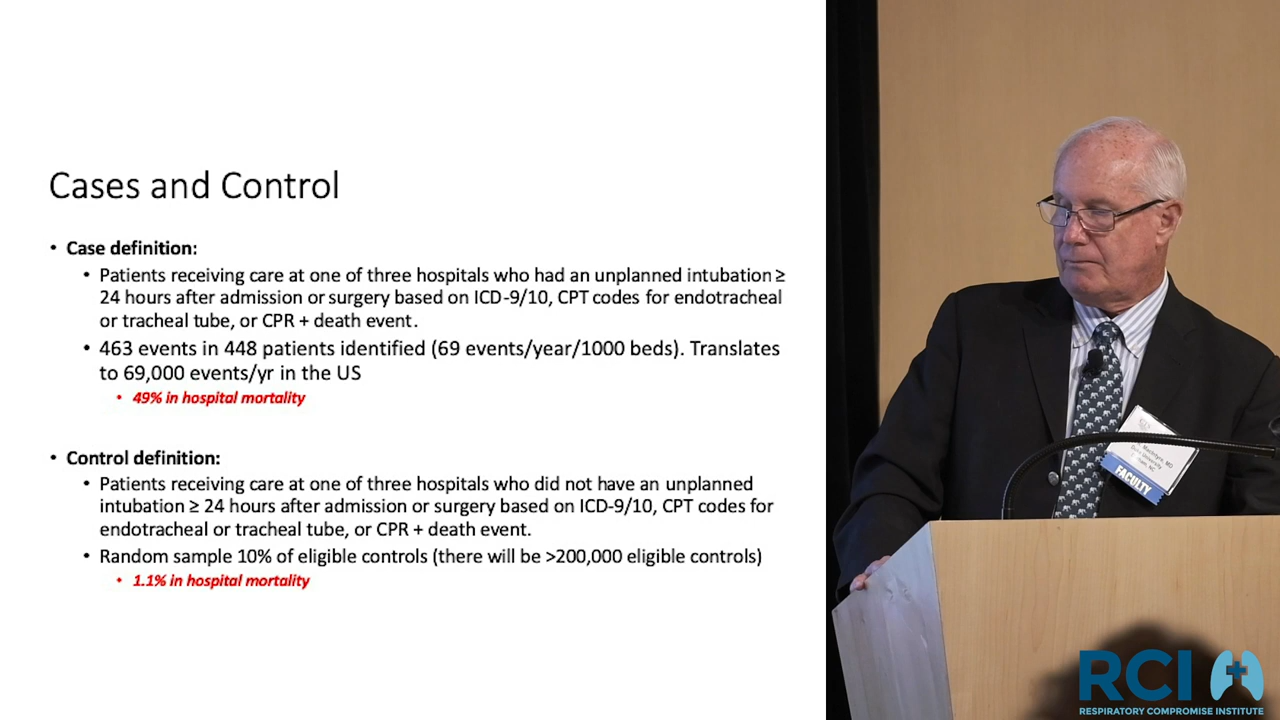 Cases and Control
• Case definition:
• Patients receiving care at one of three hospitals who had an unplanned intubation ≥
24 hours after admission or surgery based on ICD-9/10, CPT codes for endotracheal
or tracheal tube, or CPR + death event.
• 463 events in 448 patients identified (69 events/year/1000 beds). Translates
to 69,000 events/yr in the US
• 49% in hospital mortality
• Control definition:
• Patients receiving care at one of three hospitals who did not have an unplanned
intubation ≥ 24 hours after admission or surgery based on ICD-9/10, CPT codes for
endotracheal or tracheal tube, or CPR + death event.
• Random sample 10% of eligible controls (there will be >200,000 eligible controls)
• 1.1% in hospital mortality
MacIntyre, MD
University
NC
FACULTY
RCI
RESPIRATORY COMPROMISE INSTITUTE